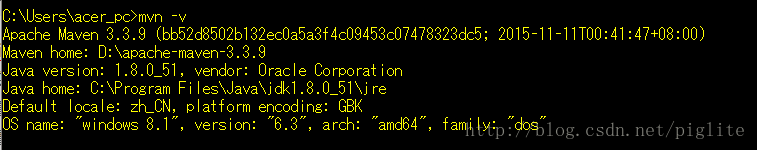 C:\Users\acer_pc>mvn -v
Apache Maven 3.3.9 (bb52d8502b132ec0a5a3f4c09453c07478323dc5; 2015-11-11T00:41:47+08:00)
Maven home: D:\apache-maven-3.3.9
Java version: 1.8.0_51, vendor: Oracle Corporation
Java home: C:\Program Files\Java\jdk1.8.0_51\jre
Default locale: zh_CN, platform encoding: GBK
OS name: "windows 8.1", version: "6.3", arch: "amd64", family: "dos"
http://blog.csdn.net/piglite